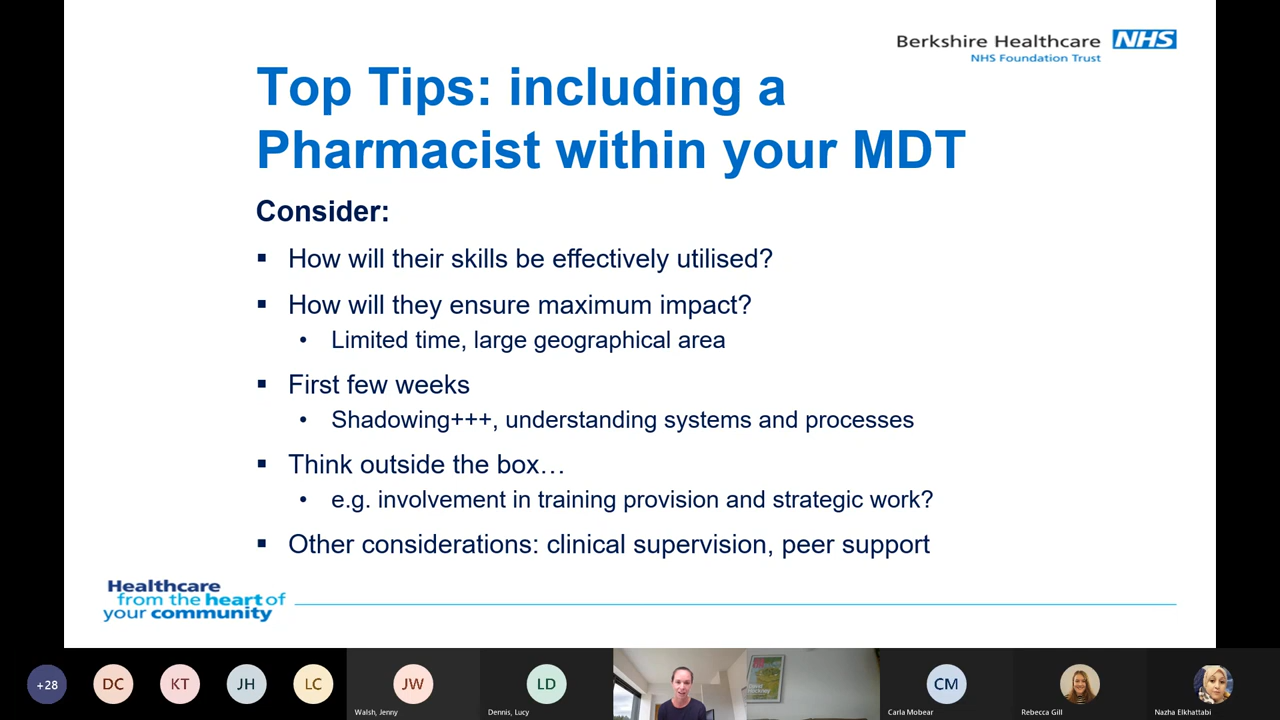 Berkshire Healthcare NHS
NHS Foundation Trust
Top Tips: including a
Pharmacist within your MDT
Consider:
▪ How will their skills be effectively utilised?
▪ How will they ensure maximum impact?
• Limited time, large geographical area
▪ First few weeks
• Shadowing+++, understanding systems and processes
▪ Think outside the box…
• e.g. involvement in training provision and strategic work?
▪ Other considerations: clinical supervision, peer support
Healthcare
from the heart of
your community
+28 DC KT JH LC JW LD CM
Walsh, Jenny Dennis, Lucy Carla Mobear Rebecca Gill Nazha Elkhattabi